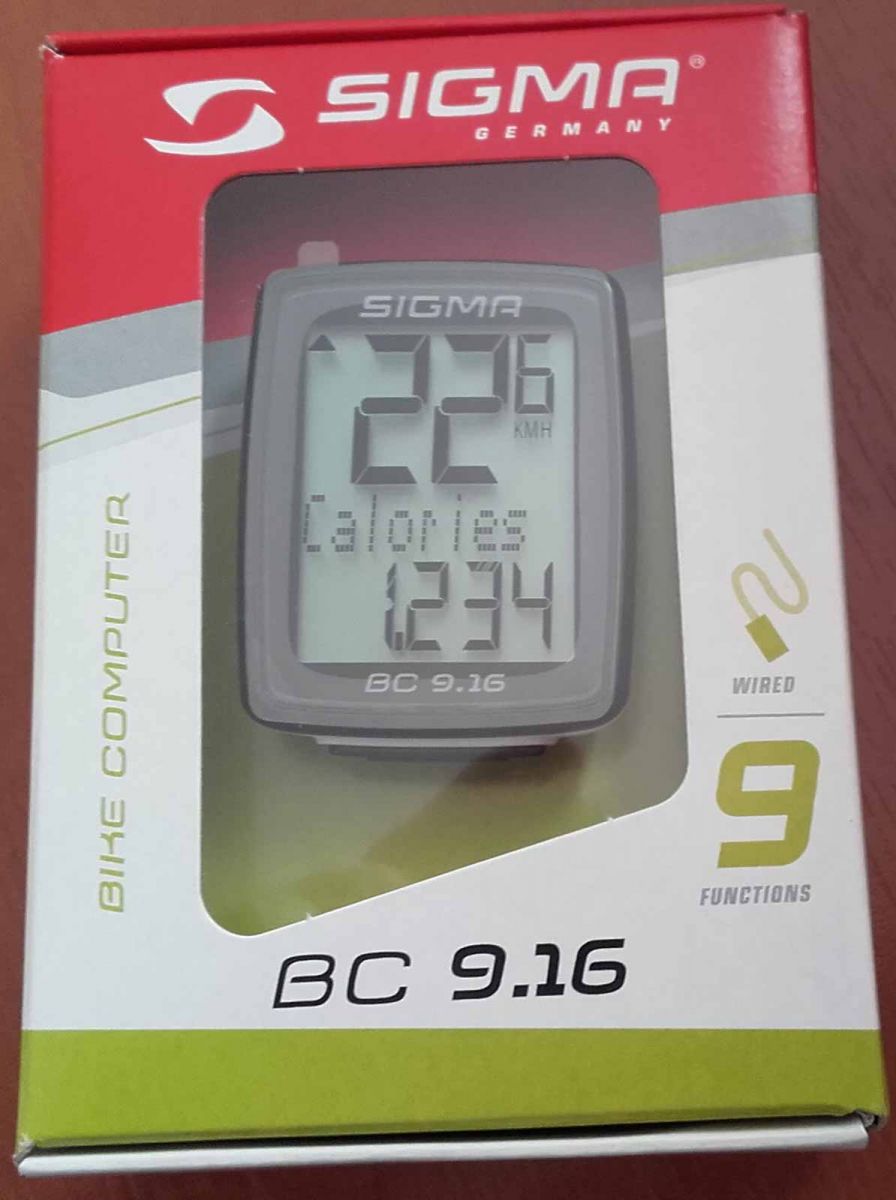 SIGMA®
GERMANY
SIGMA
226
KMH
Calories
1.234
BC 9.16
BIKE COMPUTER
WIRED
9
FUNCTIONS
BC 9.16